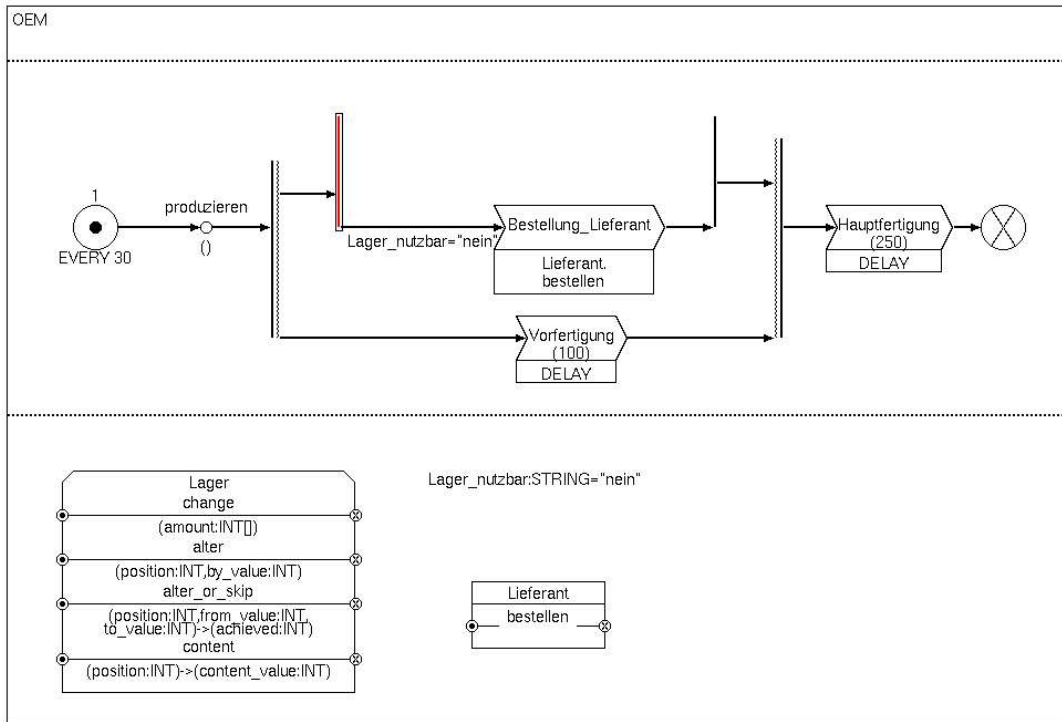 OEM
1
produzieren
EVERY 30
()
Lager_nutzbar="nein"
Bestellung_Lieferant
Lieferant.
bestellen
Vorfertigung
(100)
DELAY
Hauptfertigung
(250)
DELAY
Lager
change
(amount:INT[])
alter
(position:INT,by_value:INT)
alter_or_skip
(position:INT,from_value:INT,
to_value:INT)->(achieved:INT)
content
(position:INT)->(content_value:INT)
Lager_nutzbar:STRING="nein"
Lieferant
bestellen